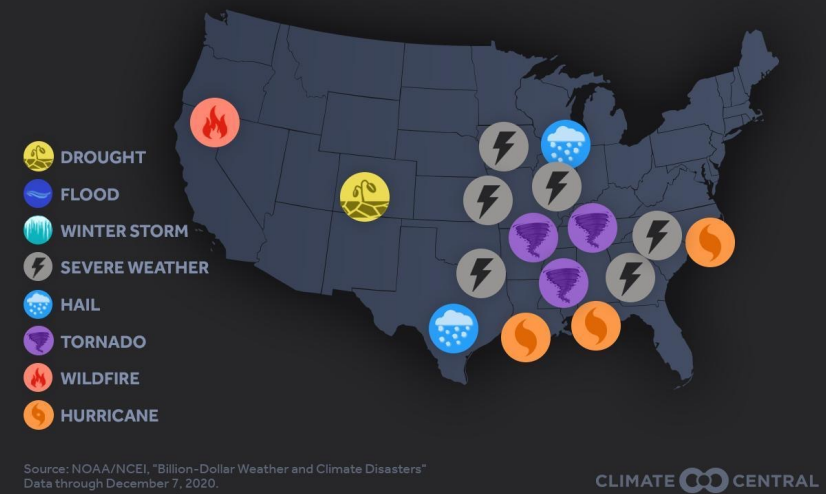 DROUGHT
FLOOD
WINTER STORM
SEVERE WEATHER
HAIL
TORNADO
WILDFIRE
HURRICANE
Source: NOAA/NCEI, "Billion-Dollar Weather and Climate Disasters"
Data through December 7, 2020.
CLIMATE CENTRAL